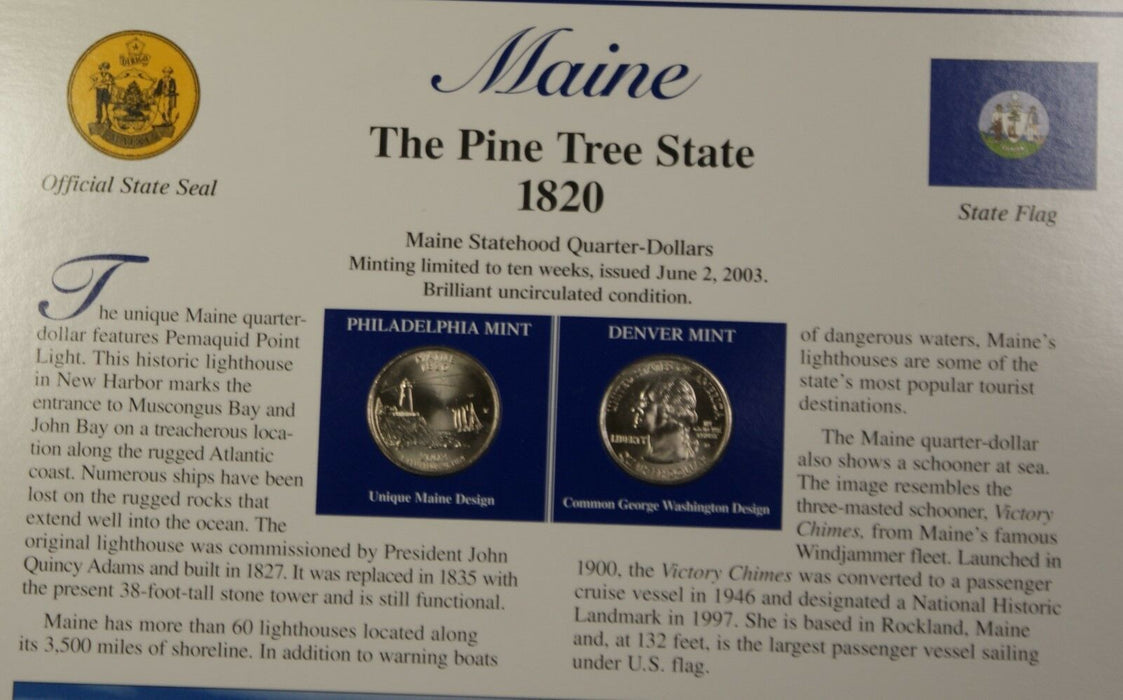 DIRIGO
Official State Seal
Maine
The Pine Tree State
1820
State Flag
Maine Statehood Quarter-Dollars
Minting limited to ten weeks, issued June 2, 2003.
Brilliant uncirculated condition.
The unique Maine quarter-
dollar features Pemaquid Point
Light. This historic lighthouse
in New Harbor marks the
entrance to Muscongus Bay and
John Bay on a treacherous loca-
tion along the rugged Atlantic
coast. Numerous ships have been
lost on the rugged rocks that
extend well into the ocean. The
original lighthouse was commissioned by President John
Quincy Adams and built in 1827. It was replaced in 1835 with
the present 38-foot-tall stone tower and is still functional.
Maine has more than 60 lighthouses located along
its 3,500 miles of shoreline. In addition to warning boats
PHILADELPHIA MINT
MAINE
1820
Unique Maine Design
DENVER MINT
LIBERTY
Common George Washington Design
of dangerous waters, Maine's
lighthouses are some of the
state's most popular tourist
destinations.
The Maine quarter-dollar
also shows a schooner at sea.
The image resembles the
three-masted schooner, Victory
Chimes, from Maine's famous
Windjammer fleet. Launched in
1900, the Victory Chimes was converted to a passenger
cruise vessel in 1946 and designated a National Historic
Landmark in 1997. She is based in Rockland, Maine
and, at 132 feet, is the largest passenger vessel sailing
under U.S. flag.